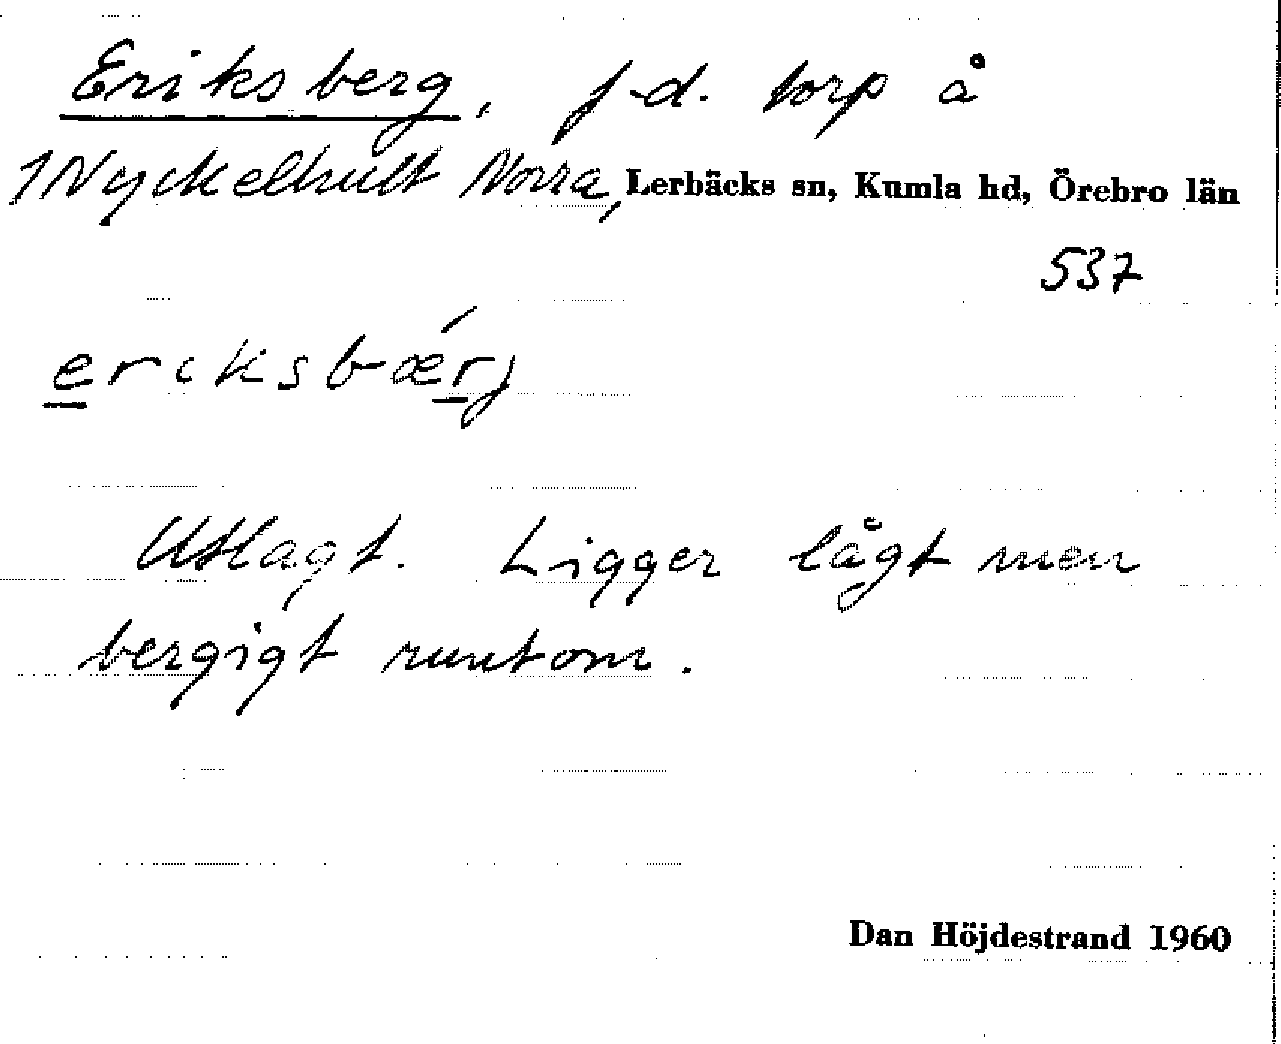 Eriksberg, f.d. torp å
1 Nyckelhult Norra, Lerbäcks sn, Kumla hd, Örebro län
537
ericksbærj
Utlagt. Ligger lågt men
bergigt runtom.
Dan Höjdestrand 1960